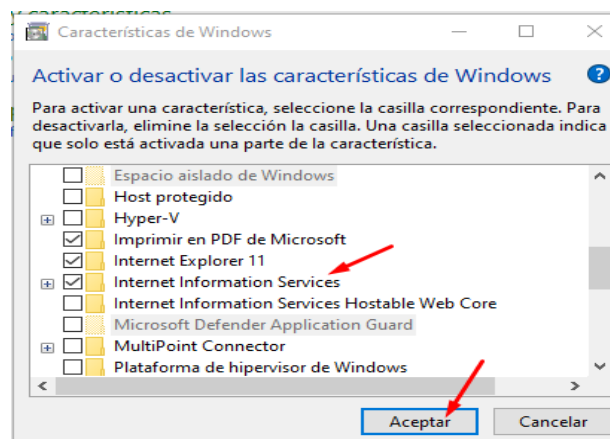 y características
Características de Windows
Activar o desactivar las características de Windows
Para activar una característica, seleccione la casilla correspondiente. Para
desactivarla, elimine la selección la casilla. Una casilla seleccionada indica
que solo está activada una parte de la característica.
Espacio aislado de Windows
Host protegido
Hyper-V
Imprimir en PDF de Microsoft
Internet Explorer 11
Internet Information Services
Internet Information Services Hostable Web Core
Microsoft Defender Application Guard
MultiPoint Connector
Plataforma de hipervisor de Windows
Aceptar Cancelar